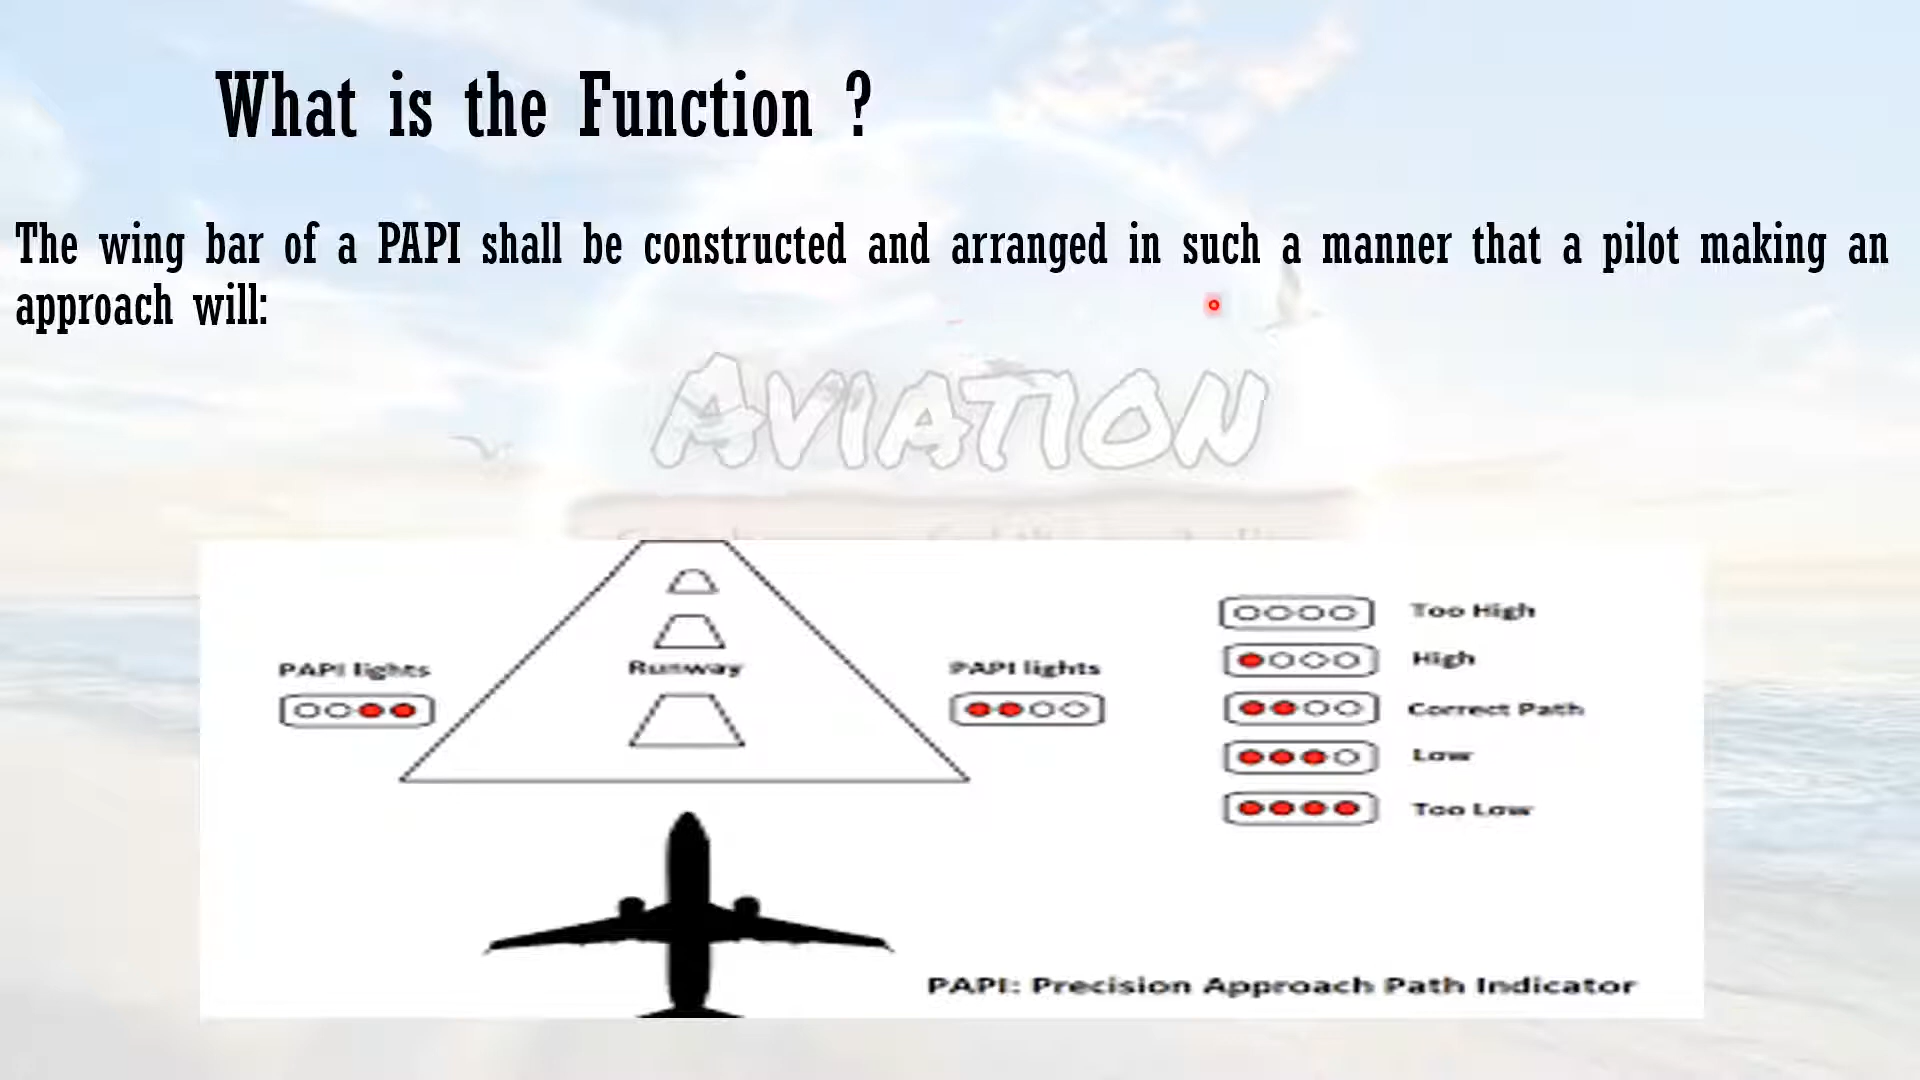 What is the Function ?
The wing bar of a PAPI shall be constructed and arranged in such a manner that a pilot making an
approach will:
AVIATION
PAPI lights
Runway
PAPI lights
Too High
High
Correct Path
Low
Too Low
PAPI: Precision Approach Path Indicator